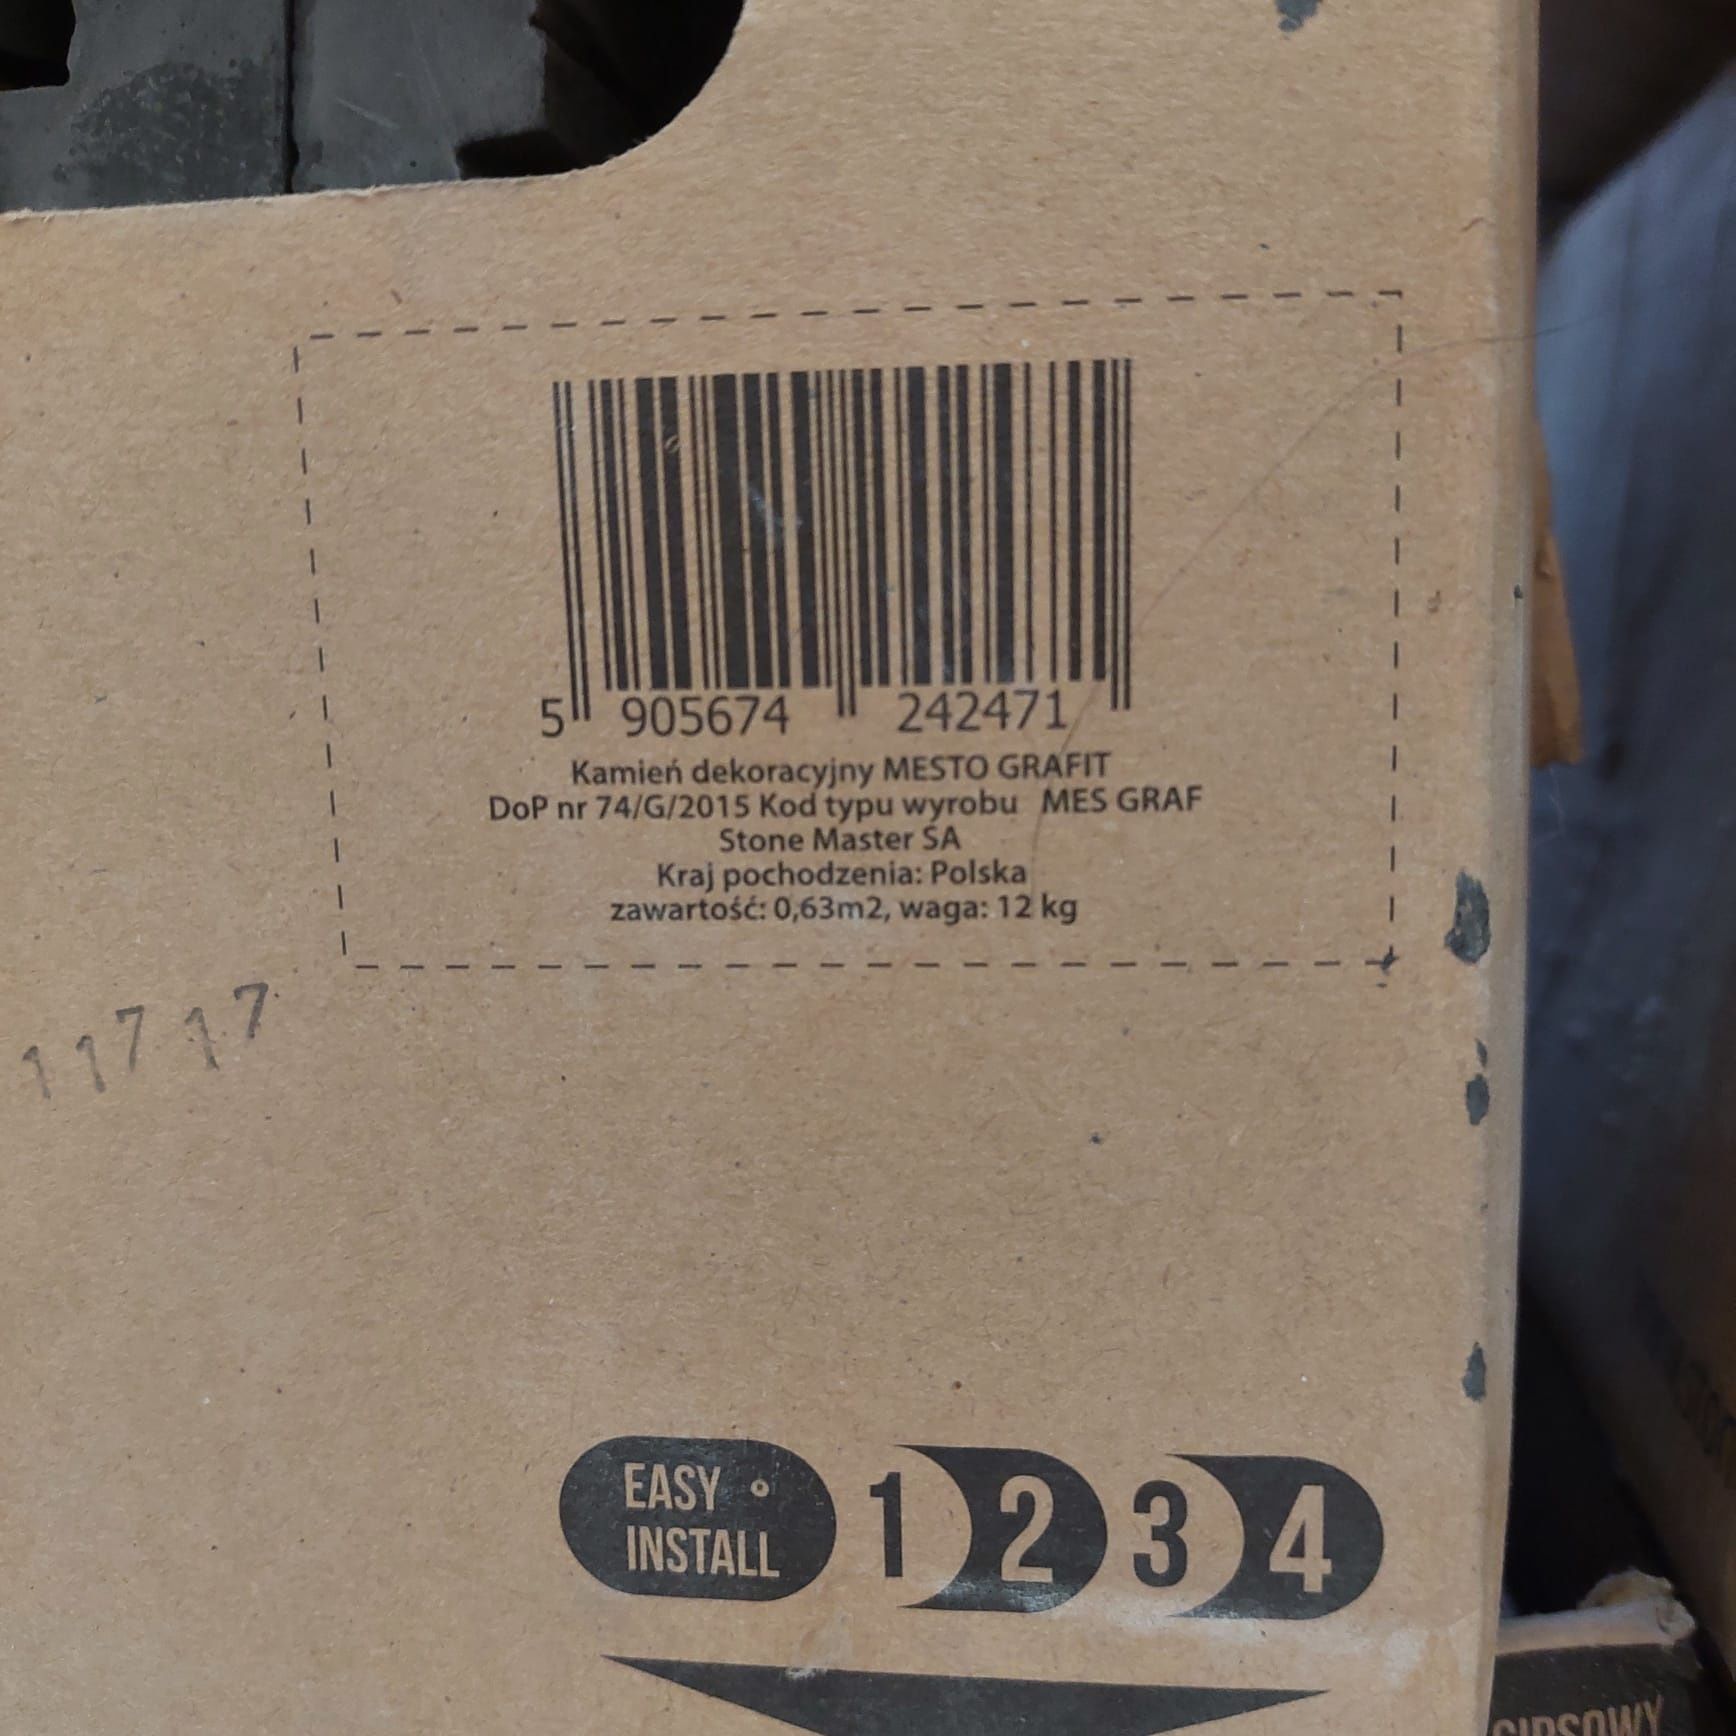 5 905674 242471
Kamień dekoracyjny MESTO GRAFIT
DoP nr 74/G/2015 Kod typu wyrobu MES GRAF
Stone Master SA
Kraj pochodzenia: Polska
zawartość: 0,63m2, waga: 12 kg
11717
EASY
INSTALL
1 2 3 4
GIPSOWY